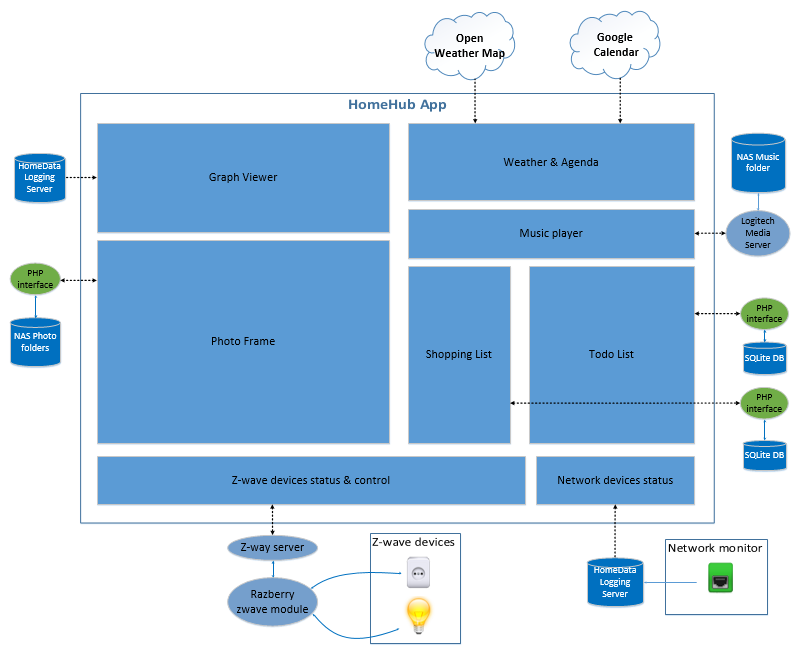 Open
Weather Map
Google
Calendar
HomeHub App
HomeData
Logging
Server
Graph Viewer
Weather & Agenda
NAS Music
folder
Music player
Logitech
Media
Server
PHP
interface
NAS Photo
folders
Photo Frame
Shopping List
Todo List
PHP
interface
SQLite DB
PHP
interface
SQLite DB
Z-wave devices status & control
Network devices status
Z-way server
Razberry
zwave module
Z-wave devices
HomeData
Logging
Server
Network monitor